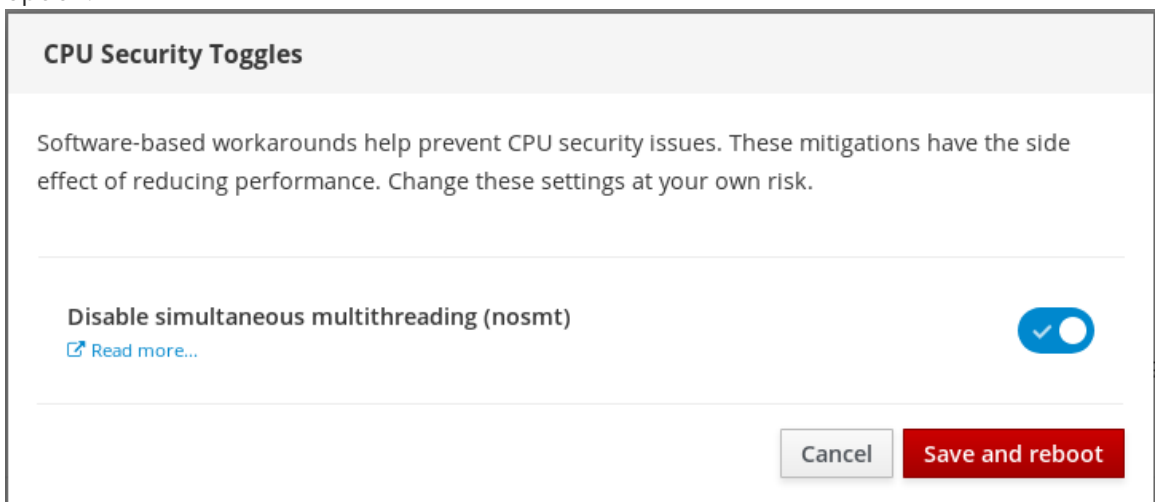 CPU Security Toggles
Software-based workarounds help prevent CPU security issues. These mitigations have the side
effect of reducing performance. Change these settings at your own risk.
Disable simultaneous multithreading (nosmt)
Read more...
Cancel Save and reboot